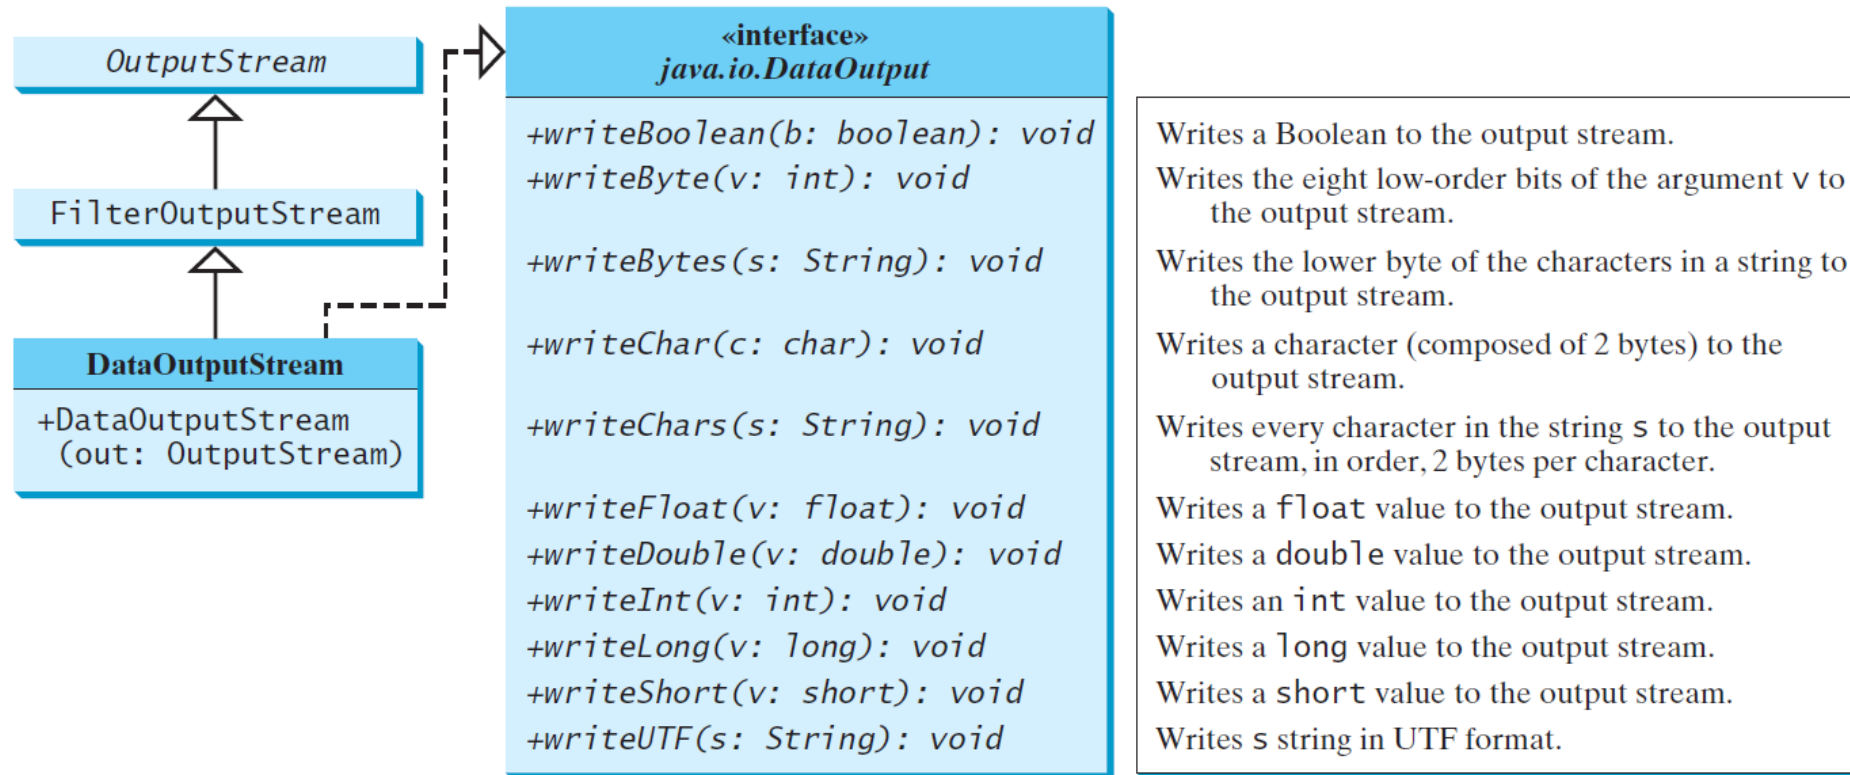 OutputStream
FilterOutputStream
DataOutputStream
+DataOutputStream
(out: OutputStream)
«interface»
java.io.DataOutput
+writeBoolean(b: boolean): void
+writeByte(v: int): void
+writeBytes(s: String): void
+writeChar(c: char): void
+writeChars(s: String): void
+writeFloat(v: float): void
+writeDouble(v: double): void
+writeInt(v: int): void
+writeLong(v: long): void
+writeShort(v: short): void
+writeUTF(s: String): void
Writes a Boolean to the output stream.
Writes the eight low-order bits of the argument v to
the output stream.
Writes the lower byte of the characters in a string to
the output stream.
Writes a character (composed of 2 bytes) to the
output stream.
Writes every character in the string s to the output
stream, in order, 2 bytes per character.
Writes a float value to the output stream.
Writes a double value to the output stream.
Writes an int value to the output stream.
Writes a long value to the output stream.
Writes a short value to the output stream.
Writes s string in UTF format.